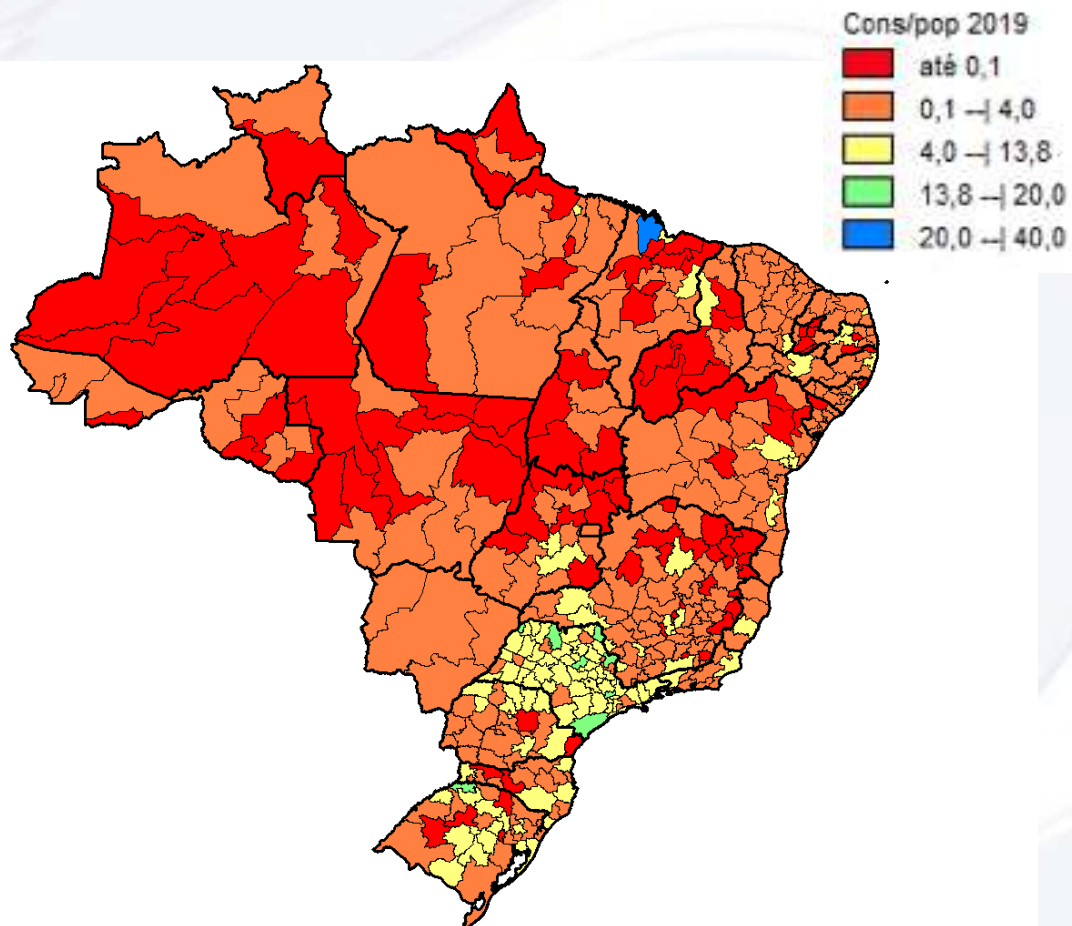 Cons/pop 2019
até 0,1
0,1 --| 4,0
4,0 --| 13,8
13,8 --| 20,0
20,0 --| 40,0